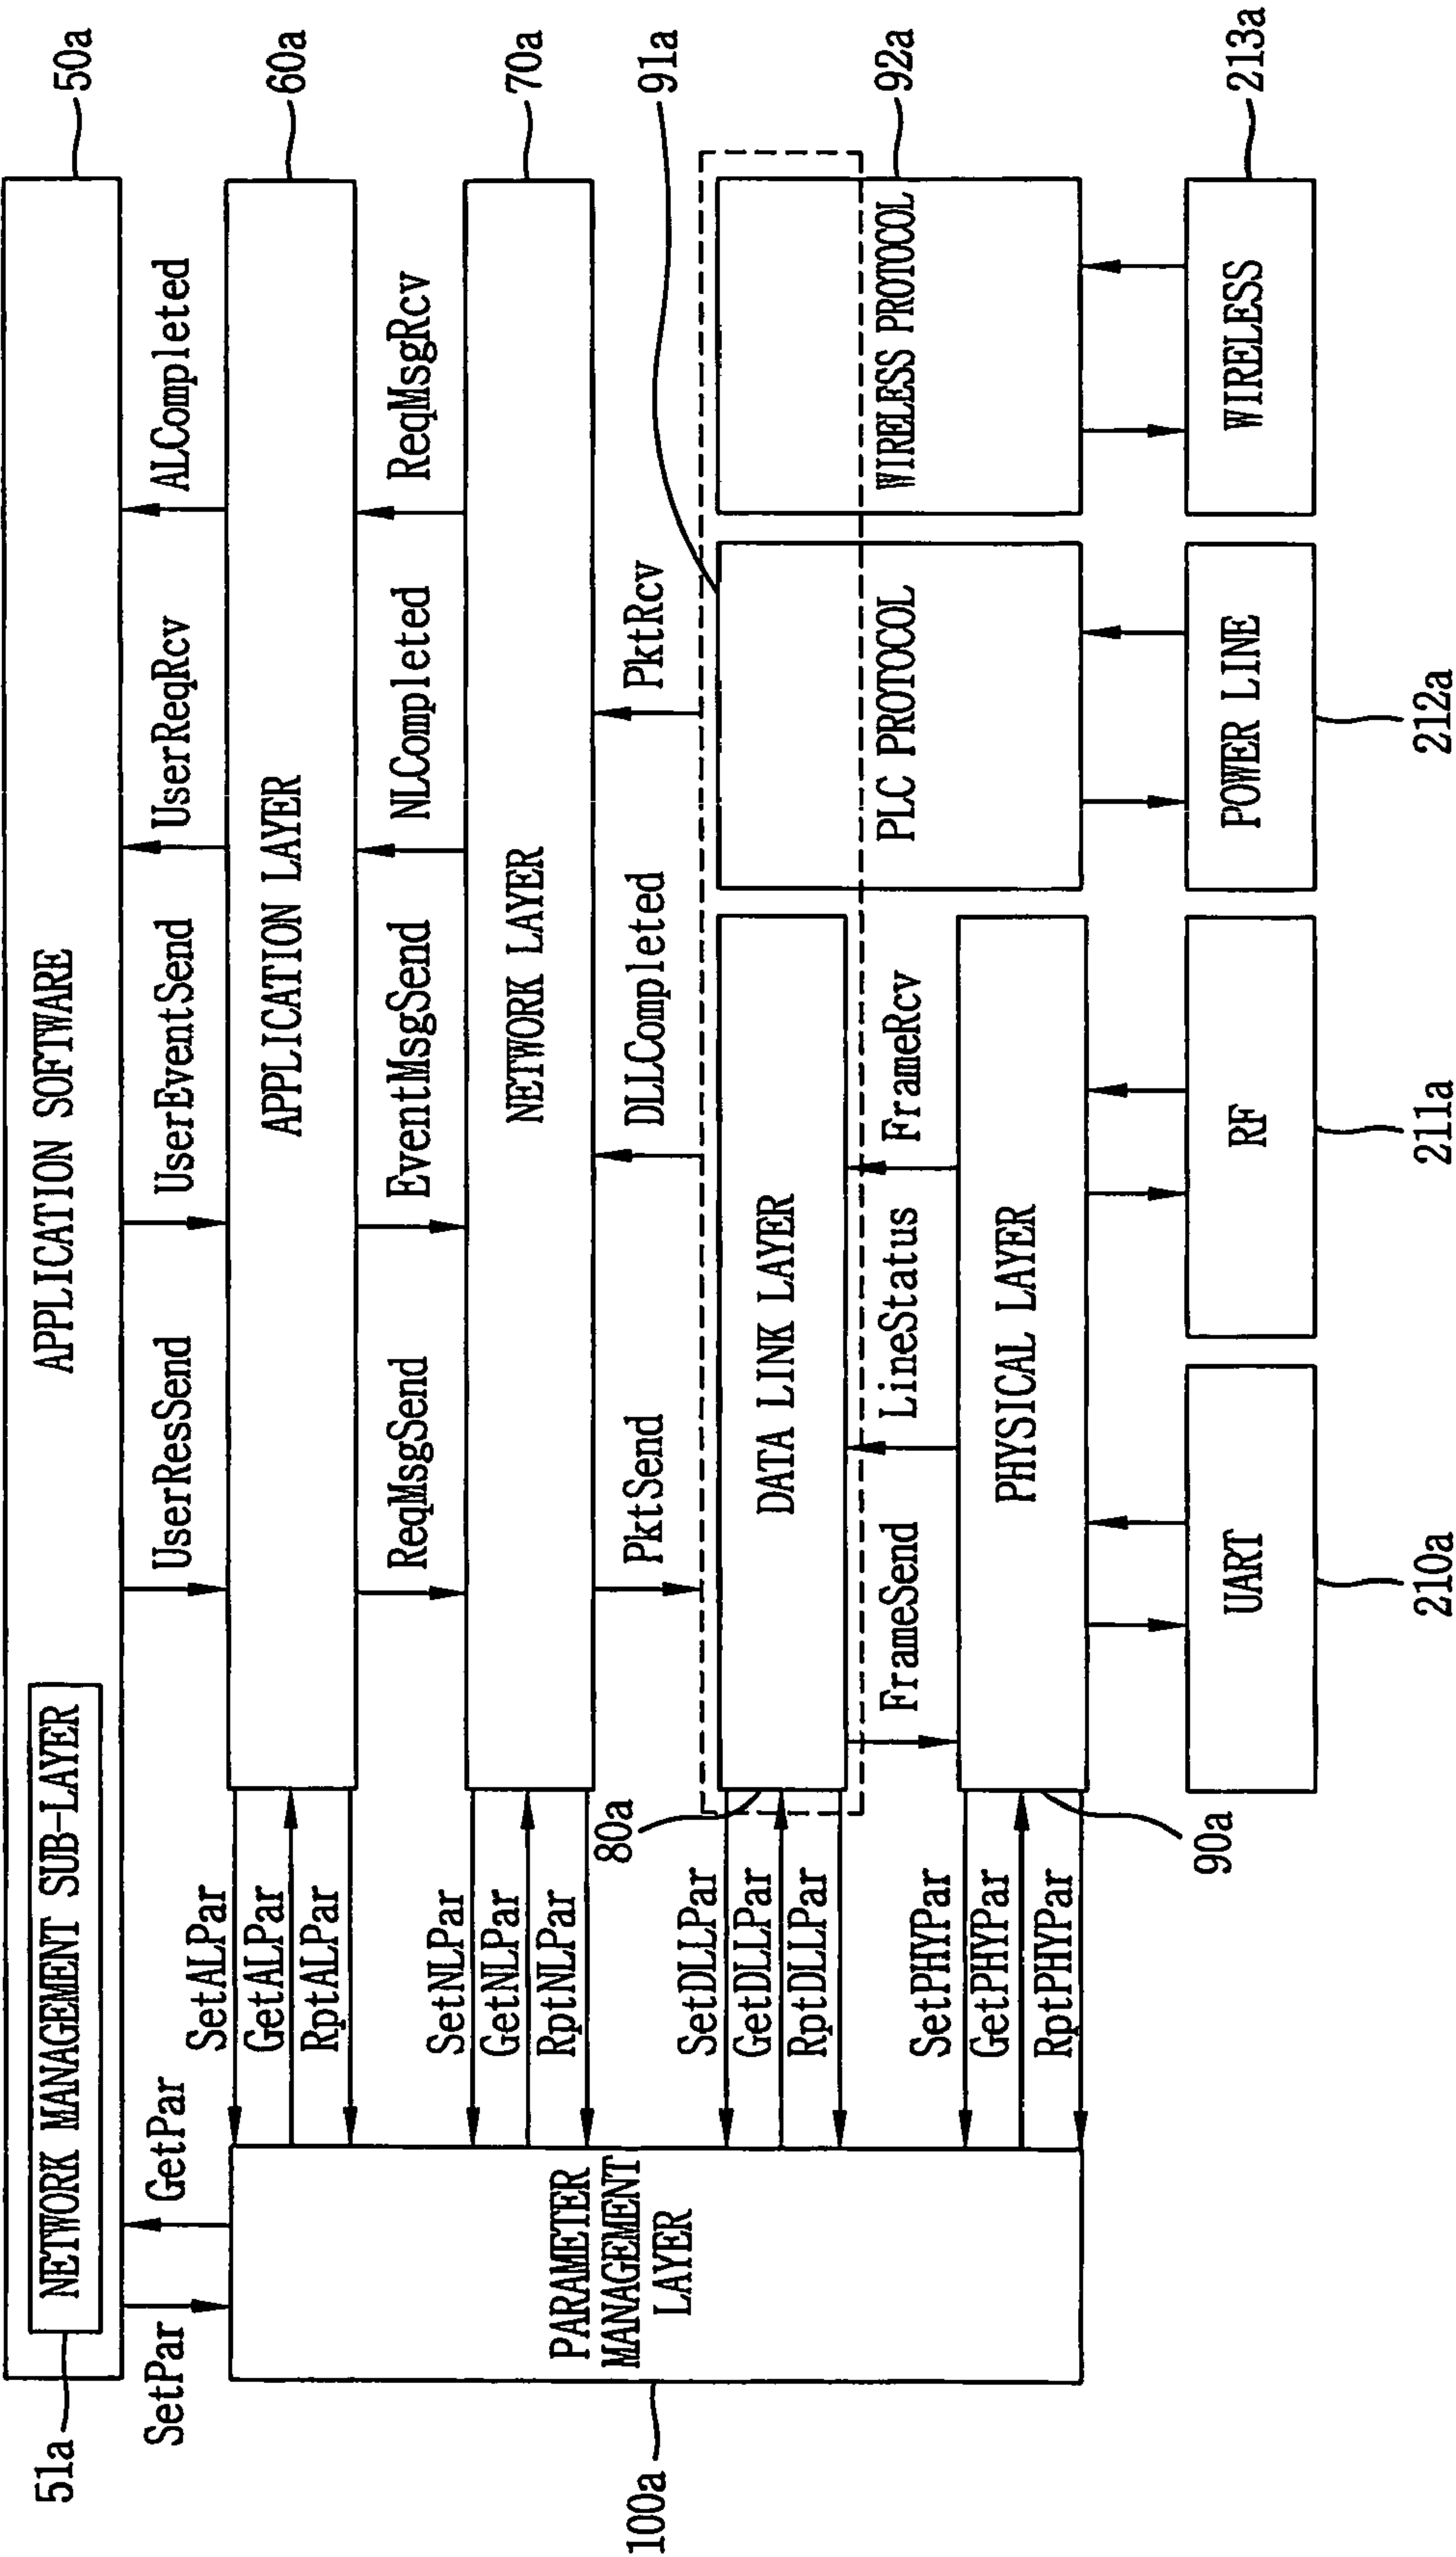 APPLICATION SOFTWARE
50a
NETWORK MANAGEMENT SUB-LAYER
51a
SetPar
GetPar
UserResSend
UserEventSend
UserReqRcv
ALCompleted
APPLICATION LAYER
60a
SetALPar
GetALPar
RptALPar
ReqMsgSend
EventMsgSend
NLCompleted
ReqMsgRcv
NETWORK LAYER
70a
SetNLPar
GetNLPar
RptNLPar
PktSend
DLLCompleted
PktRcv
91a
80a
DATA LINK LAYER
SetDLLPar
GetDLLPar
RptDLLPar
FrameSend
LineStatus
FrameRcv
PLC PROTOCOL
WIRELESS PROTOCOL
92a
PHYSICAL LAYER
90a
SetPHYPar
GetPHYPar
RptPHYPar
PARAMETER
MANAGEMENT
LAYER
100a
UART
RF
POWER LINE
WIRELESS
213a
210a
211a
212a